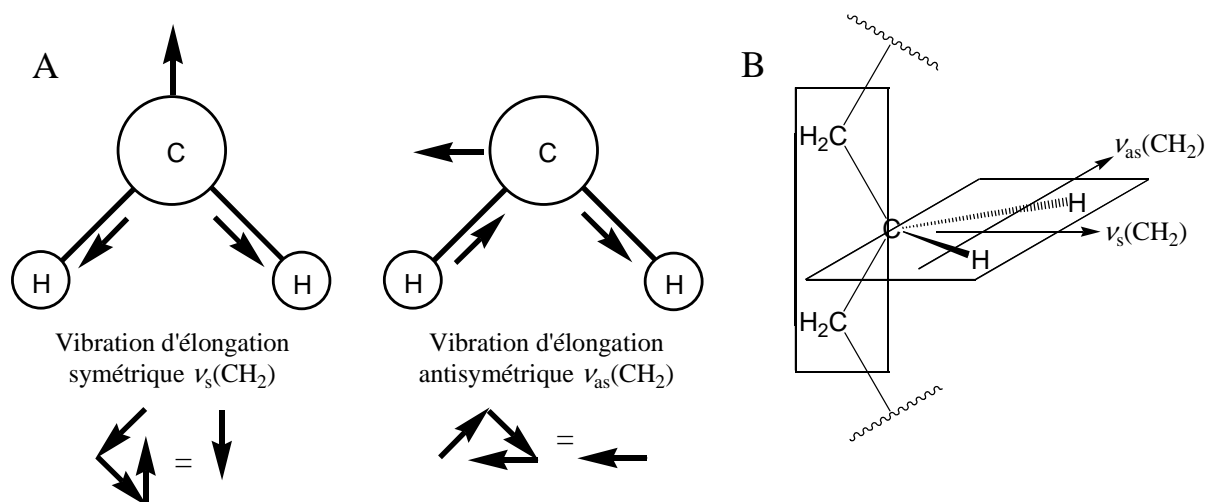 A
C
H
H
Vibration d'élongation
symétrique νs(CH2)
=
C
H
H
Vibration d'élongation
antisymétrique νas(CH2)
=
B
H2C
νas(CH2)
H
C
νs(CH2)
H
H2C